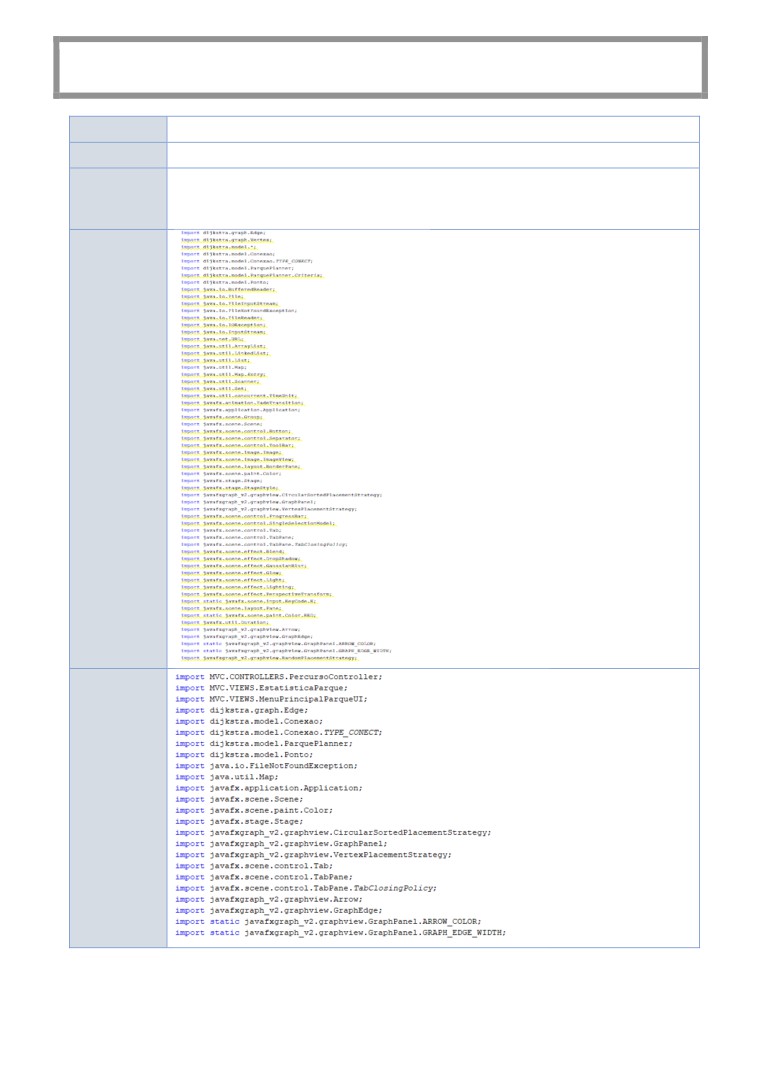 import dijkstra.graph.Edge;
import dijkstra.graph.Vertex;
import dijkstra.model.*;
import dijkstra.model.Conexao;
import dijkstra.model.Conexao.TYPE_CONECT;
import dijkstra.model.ParquePlanner;
import dijkstra.model.ParquePlanner.Criteria;
import dijkstra.model.Ponto;
import java.io.BufferedReader;
import java.io.File;
import java.io.FileInputStream;
import java.io.FileNotFoundException;
import java.io.FileReader;
import java.io.IOException;
import java.io.InputStream;
import java.net.URL;
import java.util.ArrayList;
import java.util.LinkedList;
import java.util.List;
import java.util.Map;
import java.util.Map.Entry;
import java.util.Scanner;
import java.util.Set;
import java.util.concurrent.TimeUnit;
import javafx.animation.FadeTransition;
import javafx.application.Application;
import javafx.scene.Group;
import javafx.scene.Scene;
import javafx.scene.control.Button;
import javafx.scene.control.Separator;
import javafx.scene.control.ToolBar;
import javafx.scene.image.Image;
import javafx.scene.image.ImageView;
import javafx.scene.layout.BorderPane;
import javafx.scene.paint.Color;
import javafx.stage.Stage;
import javafx.stage.StageStyle;
import javafxgraph_v2.graphview.CircularSortedPlacementStrategy;
import javafxgraph_v2.graphview.GraphPanel;
import javafxgraph_v2.graphview.VertexPlacementStrategy;
import javafx.scene.control.ProgressBar;
import javafx.scene.control.SingleSelectionModel;
import javafx.scene.control.Tab;
import javafx.scene.control.TabPane;
import javafx.scene.control.TabPane.TabClosingPolicy;
import javafx.scene.effect.Blend;
import javafx.scene.effect.DropShadow;
import javafx.scene.effect.GaussianBlur;
import javafx.scene.effect.Glow;
import javafx.scene.effect.Light;
import javafx.scene.effect.Lighting;
import javafx.scene.effect.PerspectiveTransform;
import static javafx.scene.input.KeyCode.R;
import javafx.scene.layout.Pane;
import static javafx.scene.paint.Color.RED;
import javafx.util.Duration;
import javafxgraph_v2.graphview.Arrow;
import javafxgraph_v2.graphview.GraphEdge;
import static javafxgraph_v2.graphview.GraphPanel.ARROW_COLOR;
import static javafxgraph_v2.graphview.GraphPanel.GRAPH_EDGE_WIDTH;
import javafxgraph_v2.graphview.RandomPlacementStrategy;
import MVC.CONTROLLERS.PercursoController;
import MVC.VIEWS.EstatisticaParque;
import MVC.VIEWS.MenuPrincipalParqueUI;
import dijkstra.graph.Edge;
import dijkstra.model.Conexao;
import dijkstra.model.Conexao.TYPE_CONECT;
import dijkstra.model.ParquePlanner;
import dijkstra.model.Ponto;
import java.io.FileNotFoundException;
import java.util.Map;
import javafx.application.Application;
import javafx.scene.Scene;
import javafx.scene.paint.Color;
import javafx.stage.Stage;
import javafxgraph_v2.graphview.CircularSortedPlacementStrategy;
import javafxgraph_v2.graphview.GraphPanel;
import javafxgraph_v2.graphview.VertexPlacementStrategy;
import javafx.scene.control.Tab;
import javafx.scene.control.TabPane;
import javafx.scene.control.TabPane.TabClosingPolicy;
import javafxgraph_v2.graphview.Arrow;
import javafxgraph_v2.graphview.GraphEdge;
import static javafxgraph_v2.graphview.GraphPanel.ARROW_COLOR;
import static javafxgraph_v2.graphview.GraphPanel.GRAPH_EDGE_WIDTH;